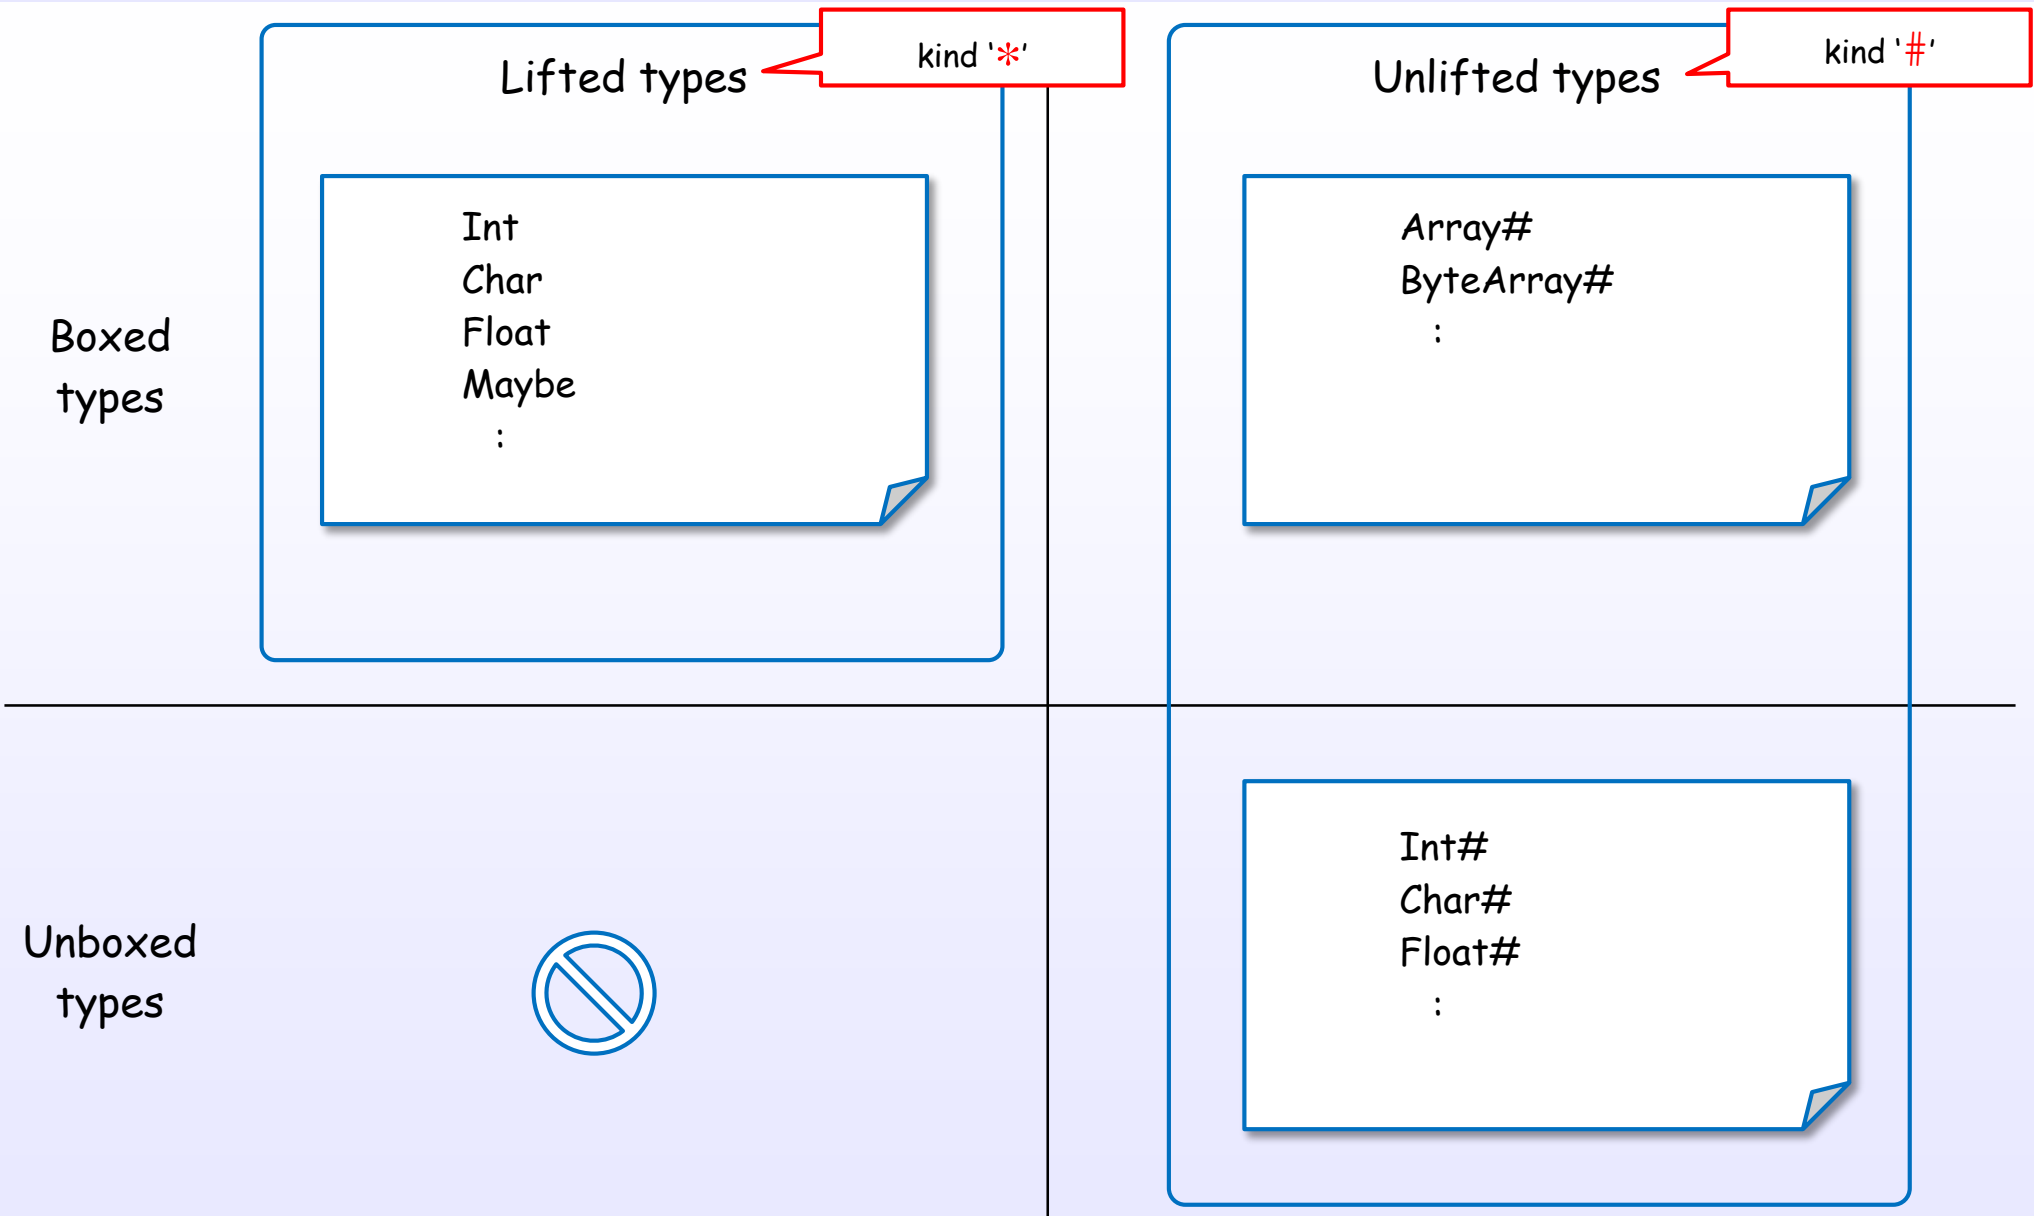 Lifted types
kind ‘*’
Unlifted types
kind ‘#’
Boxed
types
Int
Char
Float
Maybe
:
Array#
ByteArray#
:
Unboxed
types
Int#
Char#
Float#
: